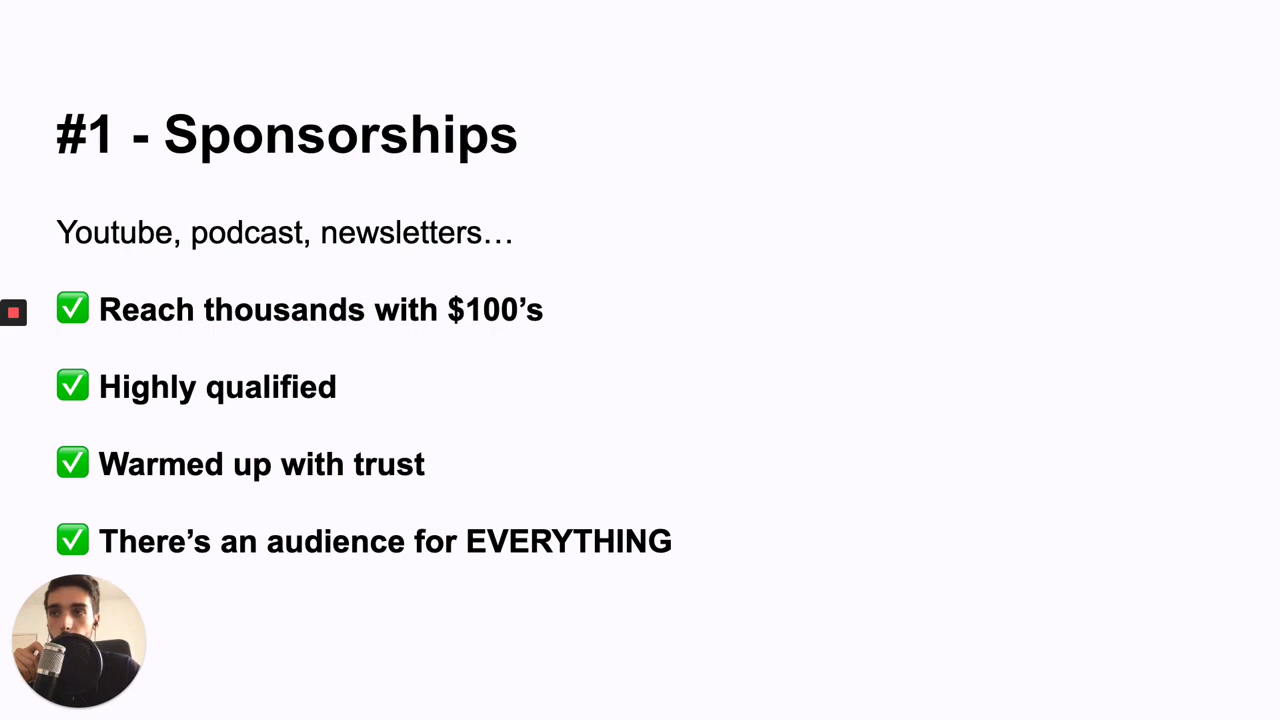 #1 - Sponsorships
Youtube, podcast, newsletters…
✅ Reach thousands with $100’s
✅ Highly qualified
✅ Warmed up with trust
✅ There’s an audience for EVERYTHING